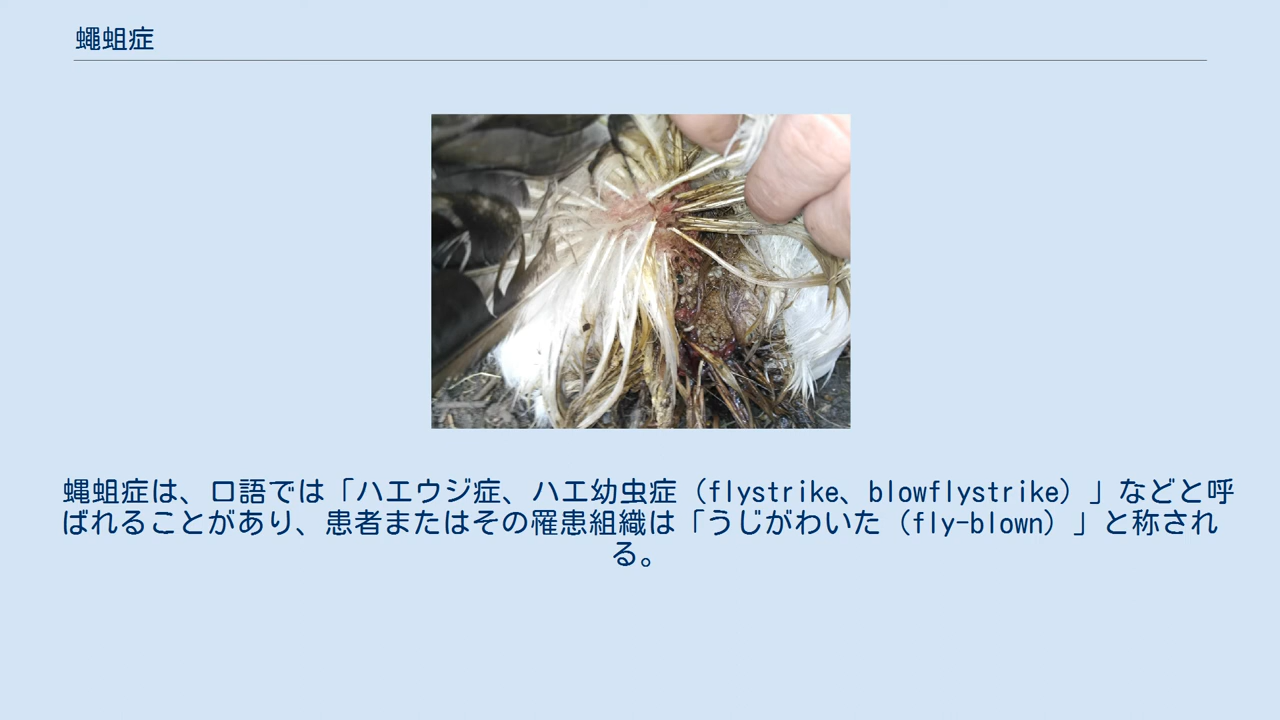 蠅蛆症
蝿蛆症は、口語では「ハエウジ症、ハエ幼虫症（flystrike、blowflystrike）」などと呼
ばれることがあり、患者またはその罹患組織は「うじがわいた（fly-blown）」と称され
る。